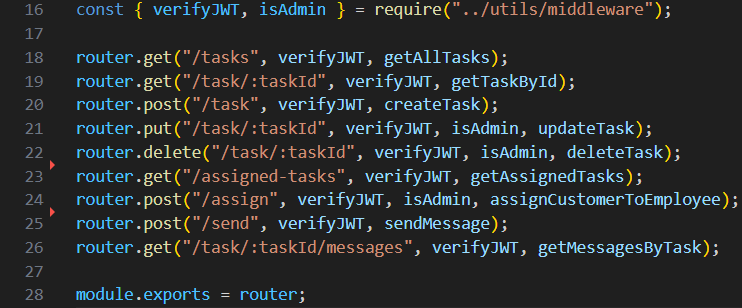 16 const { verifyJWT, isAdmin } = require("../utils/middleware");
17
18 router.get("/tasks", verifyJWT, getAllTasks);
19 router.get("/task/:taskId", verifyJWT, getTaskById);
20 router.post("/task", verifyJWT, createTask);
21 router.put("/task/:taskId", verifyJWT, isAdmin, updateTask);
22 router.delete("/task/:taskId", verifyJWT, isAdmin, deleteTask);
23 router.get("/assigned-tasks", verifyJWT, getAssignedTasks);
24 router.post("/assign", verifyJWT, isAdmin, assignCustomerToEmployee);
25 router.post("/send", verifyJWT, sendMessage);
26 router.get("/task/:taskId/messages", verifyJWT, getMessagesByTask);
27
28 module.exports = router;